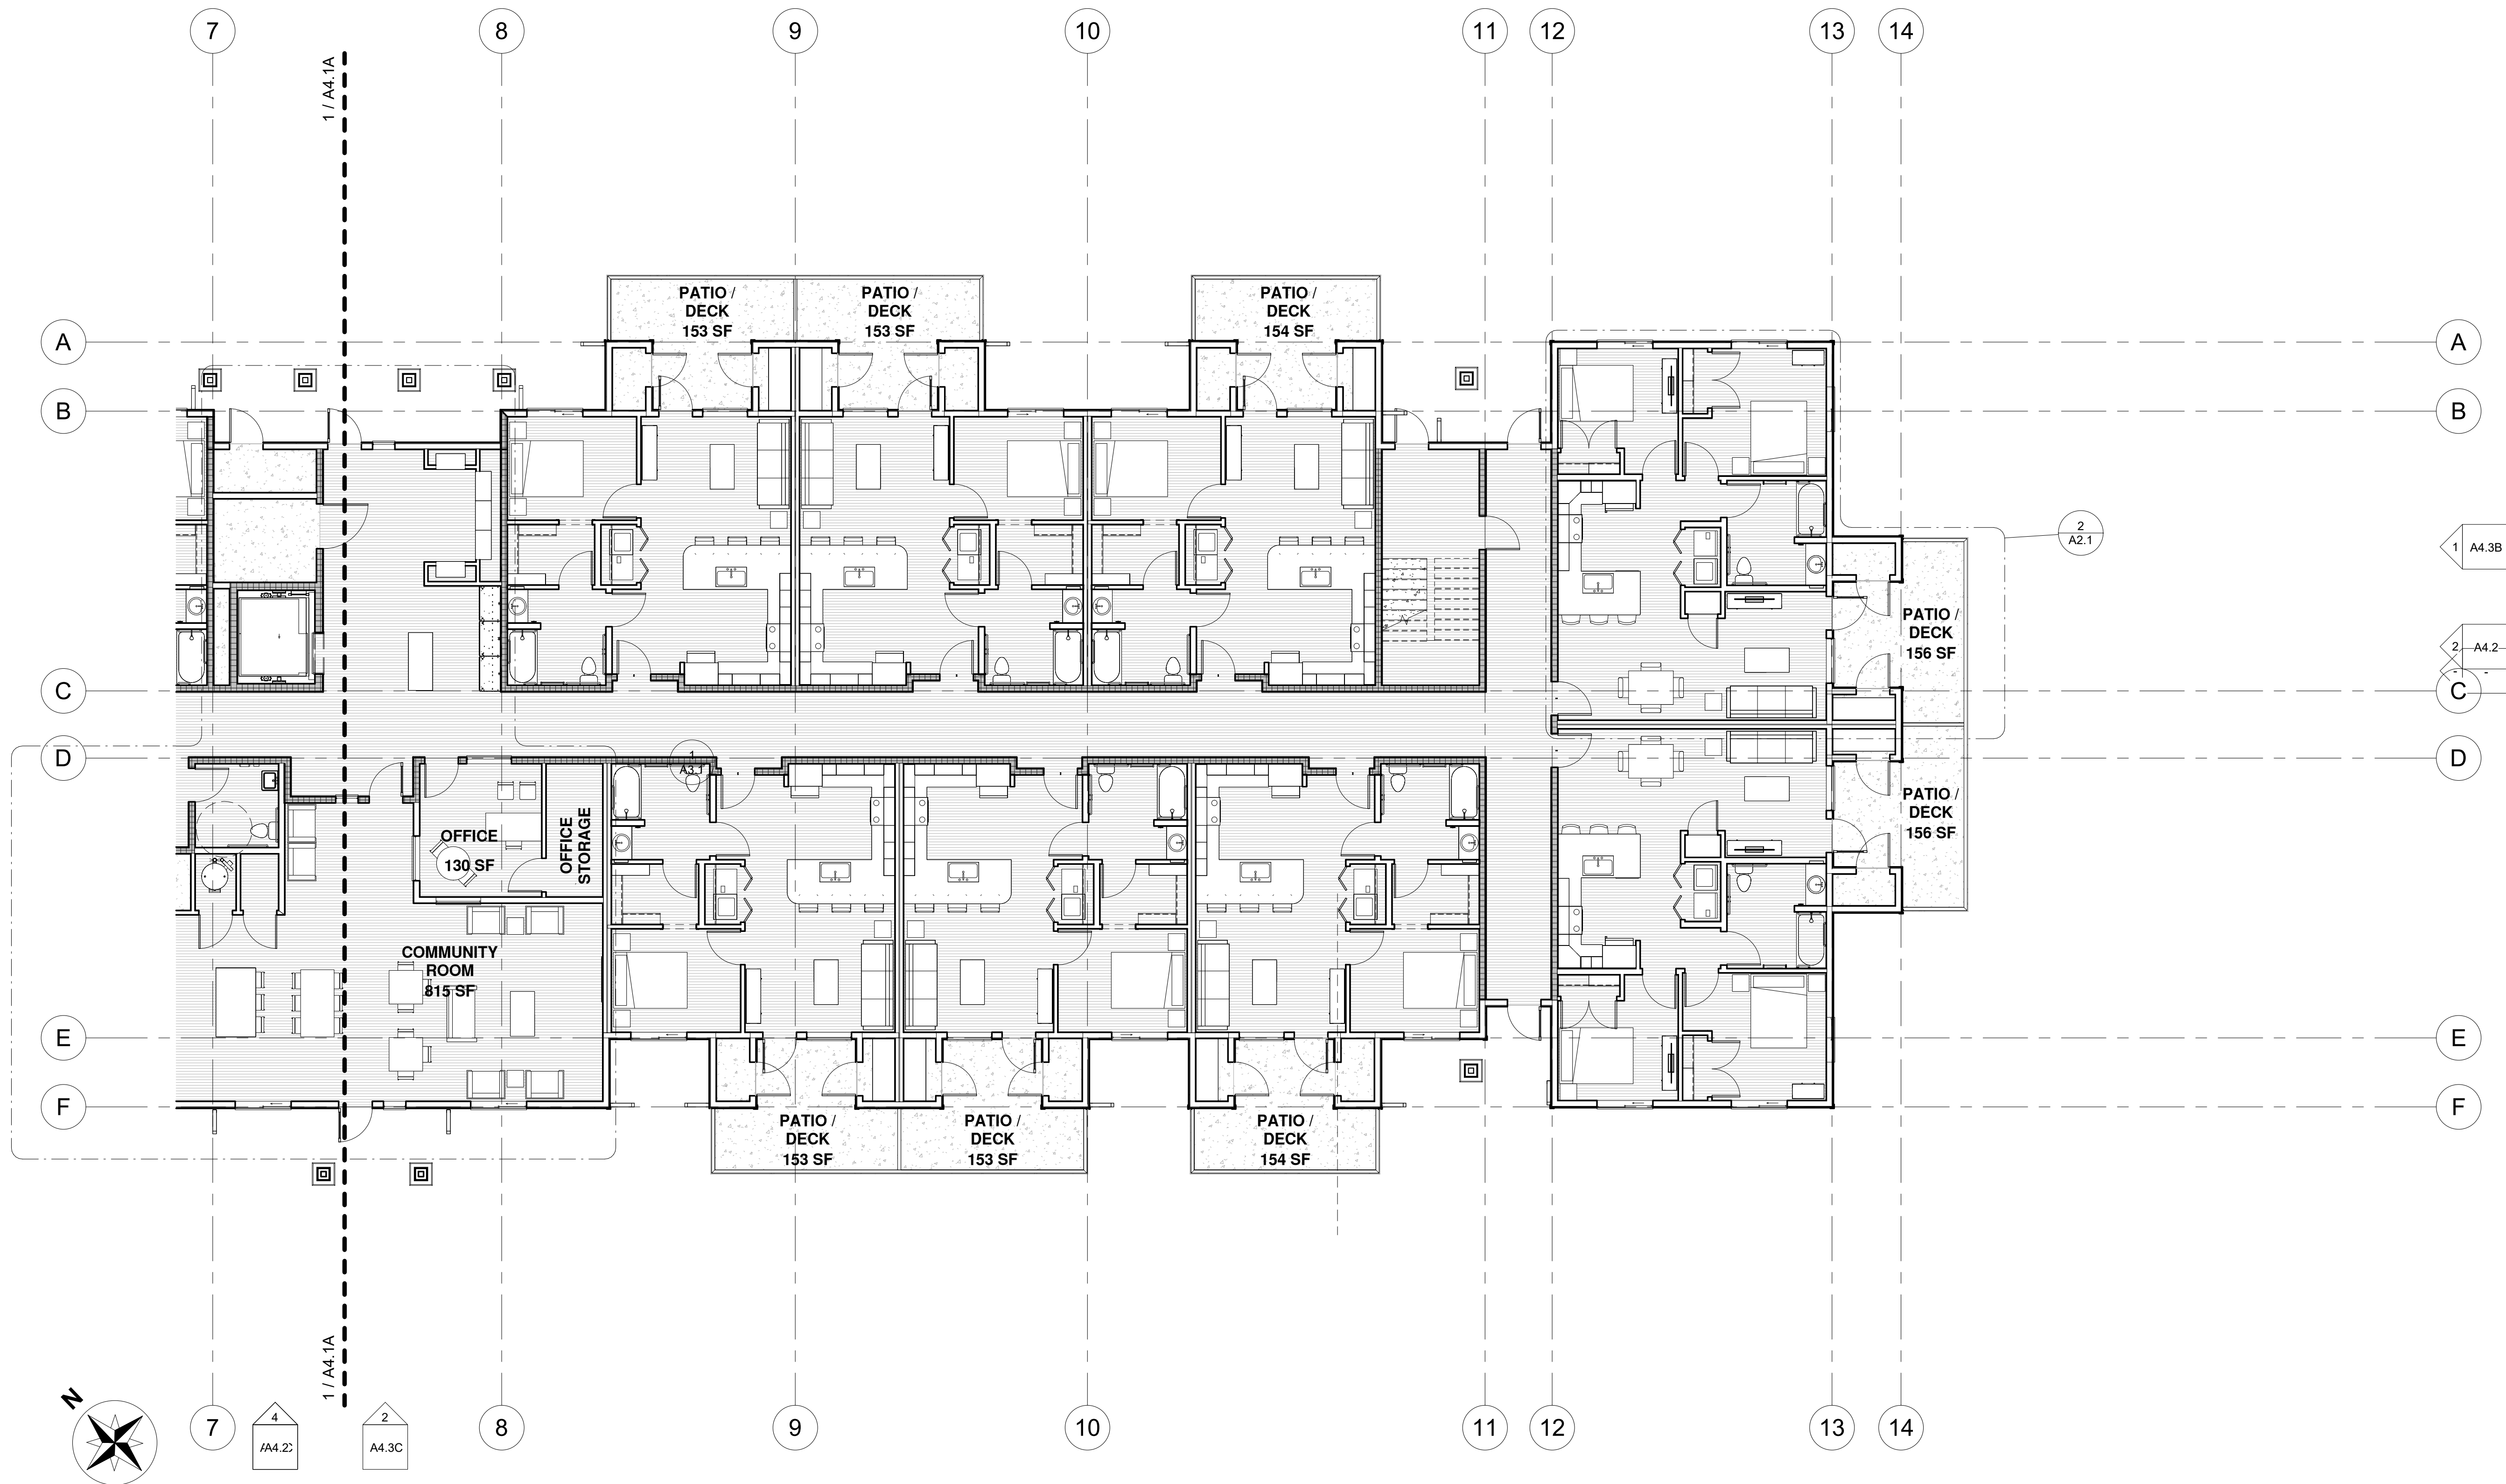 7
8
9
10
11
12
13
14
1 / A4.1A
PATIO /
DECK
153 SF
PATIO /
DECK
153 SF
PATIO /
DECK
154 SF
A
A
B
B
2
A2.1
1
A4.3B
PATIO /
DECK
156 SF
2
A4.2
-
-
C
C
D
D
1
A3.1
OFFICE
130 SF
OFFICE
STORAGE
PATIO /
DECK
156 SF
COMMUNITY
ROOM
815 SF
E
E
F
F
PATIO /
DECK
153 SF
PATIO /
DECK
153 SF
PATIO /
DECK
154 SF
1 / A4.1A
N
7
4
2
A4.3C
8
9
10
11
12
13
14